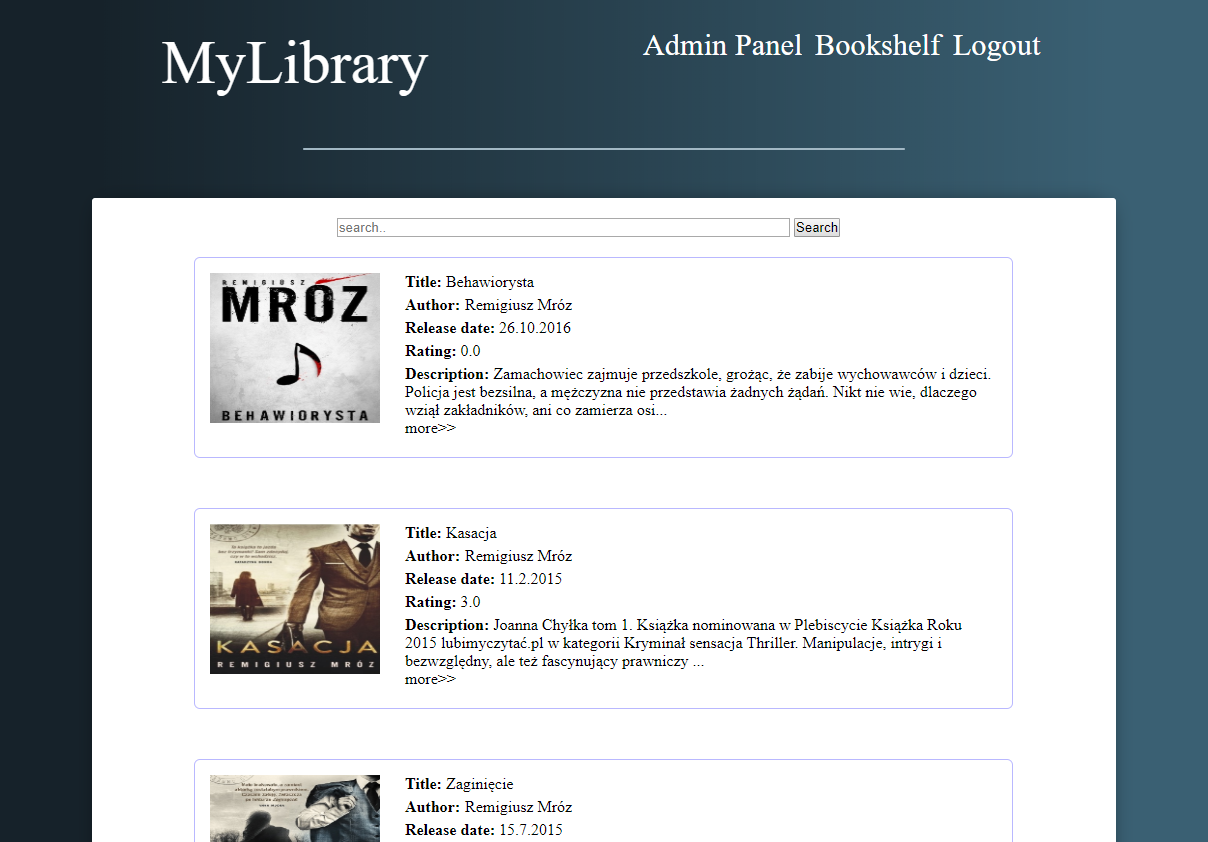 MyLibrary
Admin Panel Bookshelf Logout
search.. Search
REMIGIUSZ
MRÓZ
BEHAWIORYSTA
Title: Behawiorysta
Author: Remigiusz Mróz
Release date: 26.10.2016
Rating: 0.0
Description: Zamachowiec zajmuje przedszkole, grożąc, że zabije wychowawców i dzieci.
Policja jest bezsilna, a mężczyzna nie przedstawia żadnych żądań. Nikt nie wie, dlaczego
wziął zakładników, ani co zamierza osi...
more>>
KASACJA
REMIGIUSZ MRÓZ
Title: Kasacja
Author: Remigiusz Mróz
Release date: 11.2.2015
Rating: 3.0
Description: Joanna Chyłka tom 1. Książka nominowana w Plebiscycie Książka Roku
2015 lubimyczytać.pl w kategorii Kryminał sensacja Thriller. Manipulacje, intrygi i
bezwzględny, ale też fascynujący prawniczy ...
more>>
Title: Zaginięcie
Author: Remigiusz Mróz
Release date: 15.7.2015